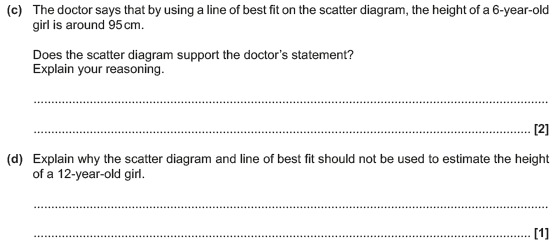 (c) The doctor says that by using a line of best fit on the scatter diagram, the height of a 6-year-old
girl is around 95 cm.
Does the scatter diagram support the doctor's statement?
Explain your reasoning.
[2]
(d) Explain why the scatter diagram and line of best fit should not be used to estimate the height
of a 12-year-old girl.
[1]